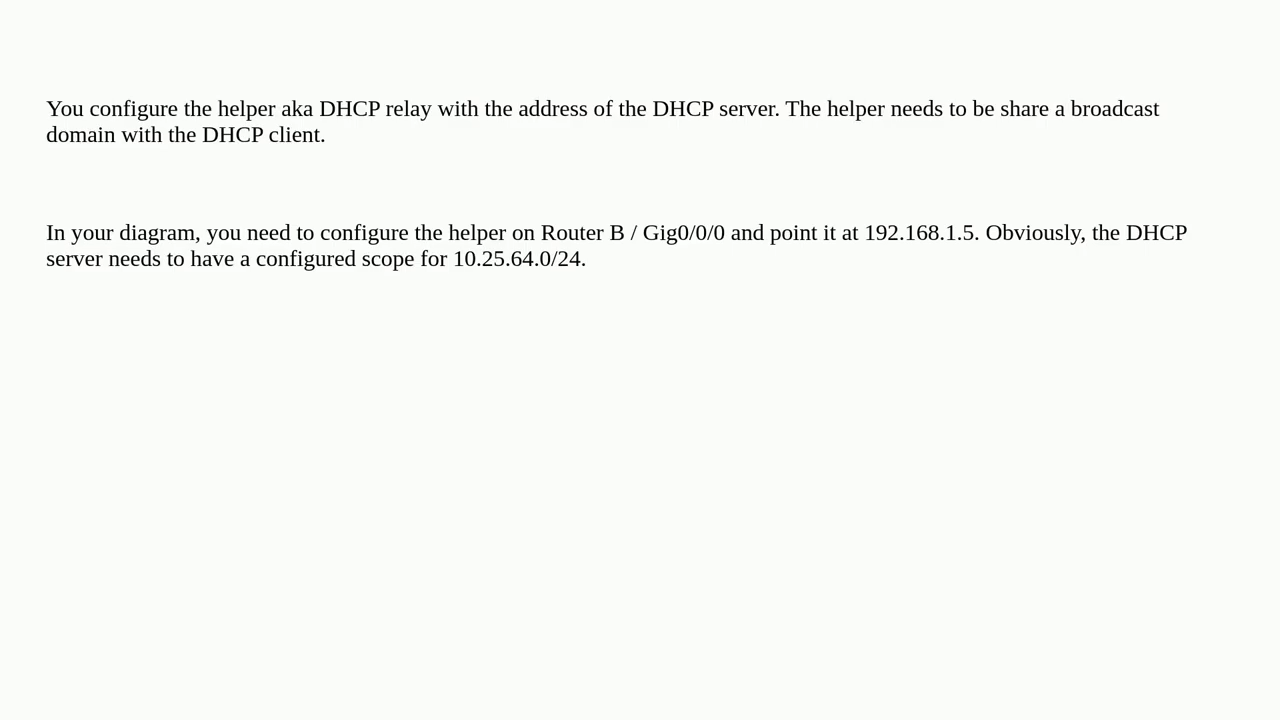 You configure the helper aka DHCP relay with the address of the DHCP server. The helper needs to be share a broadcast
domain with the DHCP client.
In your diagram, you need to configure the helper on Router B / Gig0/0/0 and point it at 192.168.1.5. Obviously, the DHCP
server needs to have a configured scope for 10.25.64.0/24.